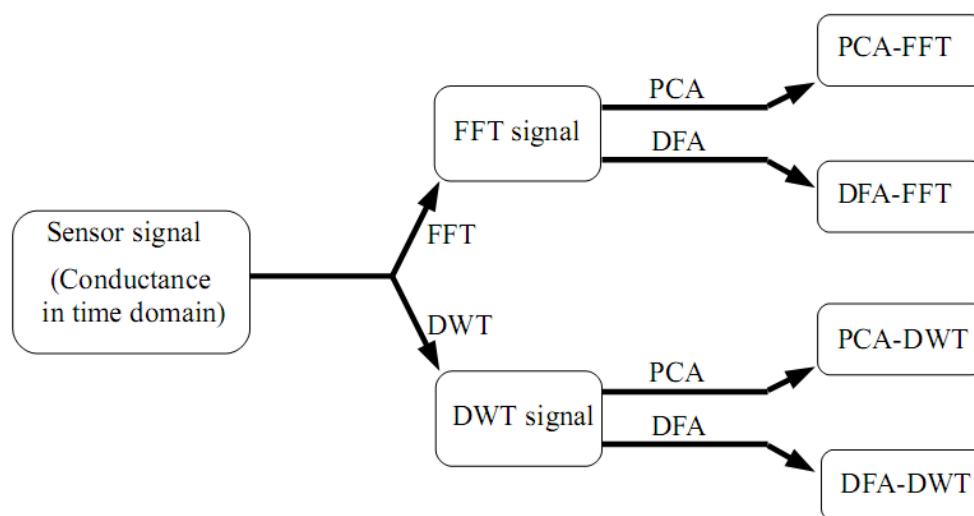 PCA-FFT
PCA
FFT signal
DFA
DFA-FFT
Sensor signal
(Conductance
in time domain)
FFT
DWT
PCA-DWT
PCA
DWT signal
DFA
DFA-DWT